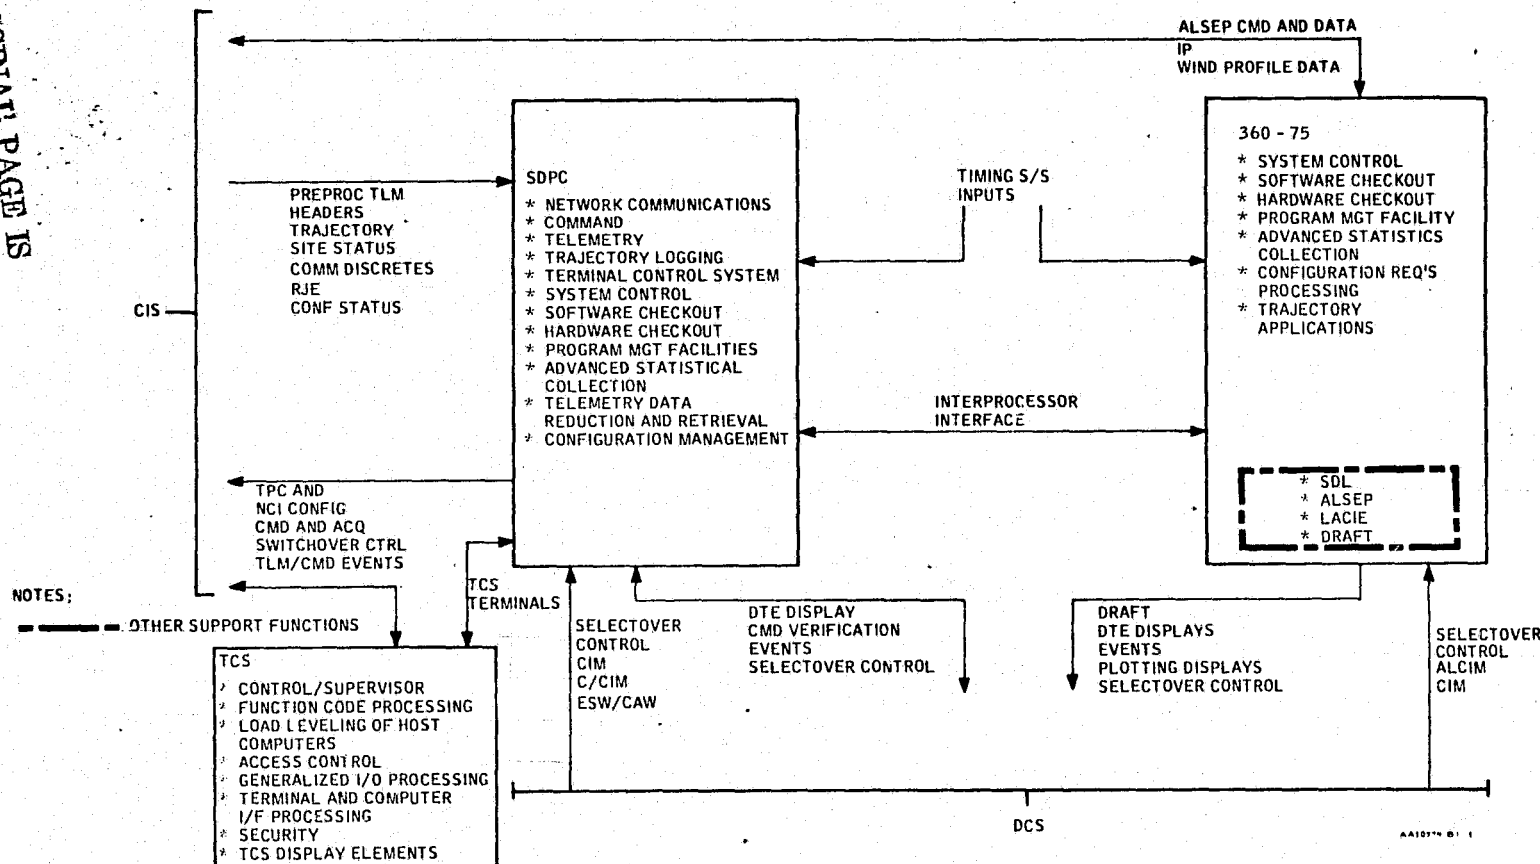 PAGE IS
ALSEP CMD AND DATA
IP
WIND PROFILE DATA
CIS
PREPROC TLM
HEADERS
TRAJECTORY
SITE STATUS
COMM DISCRETES
RJE
CONF STATUS
SDPC
* NETWORK COMMUNICATIONS
* COMMAND
* TELEMETRY
* TRAJECTORY LOGGING
* TERMINAL CONTROL SYSTEM
* SYSTEM CONTROL
* SOFTWARE CHECKOUT
* HARDWARE CHECKOUT
* PROGRAM MGT FACILITIES
* ADVANCED STATISTICAL
COLLECTION
* TELEMETRY DATA
REDUCTION AND RETRIEVAL
* CONFIGURATION MANAGEMENT
TIMING S/S
INPUTS
INTERPROCESSOR
INTERFACE
360 - 75
* SYSTEM CONTROL
* SOFTWARE CHECKOUT
* HARDWARE CHECKOUT
* PROGRAM MGT FACILITY
* ADVANCED STATISTICS
COLLECTION
* CONFIGURATION REQ'S
PROCESSING
* TRAJECTORY
APPLICATIONS
* SDL
* ALSEP
* LACIE
* DRAFT
TPC AND
NCI CONFIG
CMD AND ACQ
SWITCHOVER CTRL
TLM/CMD EVENTS
TCS
TERMINALS
NOTES:
OTHER SUPPORT FUNCTIONS
SELECTOVER
CONTROL
CIM
C/CIM
ESW/CAW
DTE DISPLAY
CMD VERIFICATION
EVENTS
SELECTOVER CONTROL
DRAFT
DTE DISPLAYS
EVENTS
PLOTTING DISPLAYS
SELECTOVER CONTROL
SELECTOVER
CONTROL
ALCIM
CIM
TCS
* CONTROL/SUPERVISOR
* FUNCTION CODE PROCESSING
* LOAD LEVELING OF HOST
COMPUTERS
* ACCESS CONTROL
* GENERALIZED I/O PROCESSING
* TERMINAL AND COMPUTER
I/F PROCESSING
* SECURITY
* TCS DISPLAY ELEMENTS
DCS